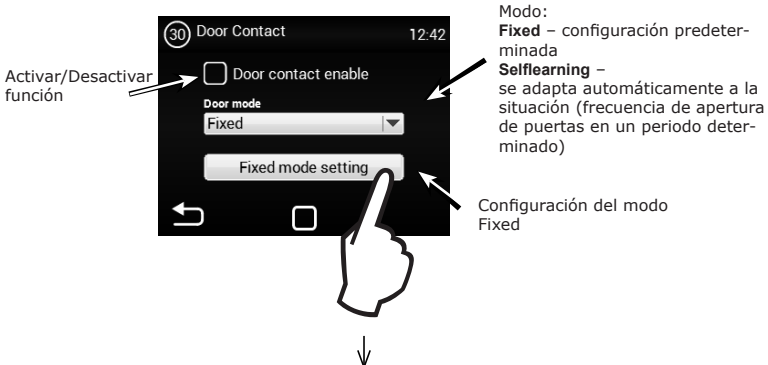 30 Door Contact 12:42
Activar/Desactivar
función
Door contact enable
Door mode
Fixed
Fixed mode setting
Modo:
Fixed – configuración predeter-
minada
Selflearning –
se adapta automáticamente a la
situación (frecuencia de apertura
de puertas en un periodo deter-
minado)
Configuración del modo
Fixed